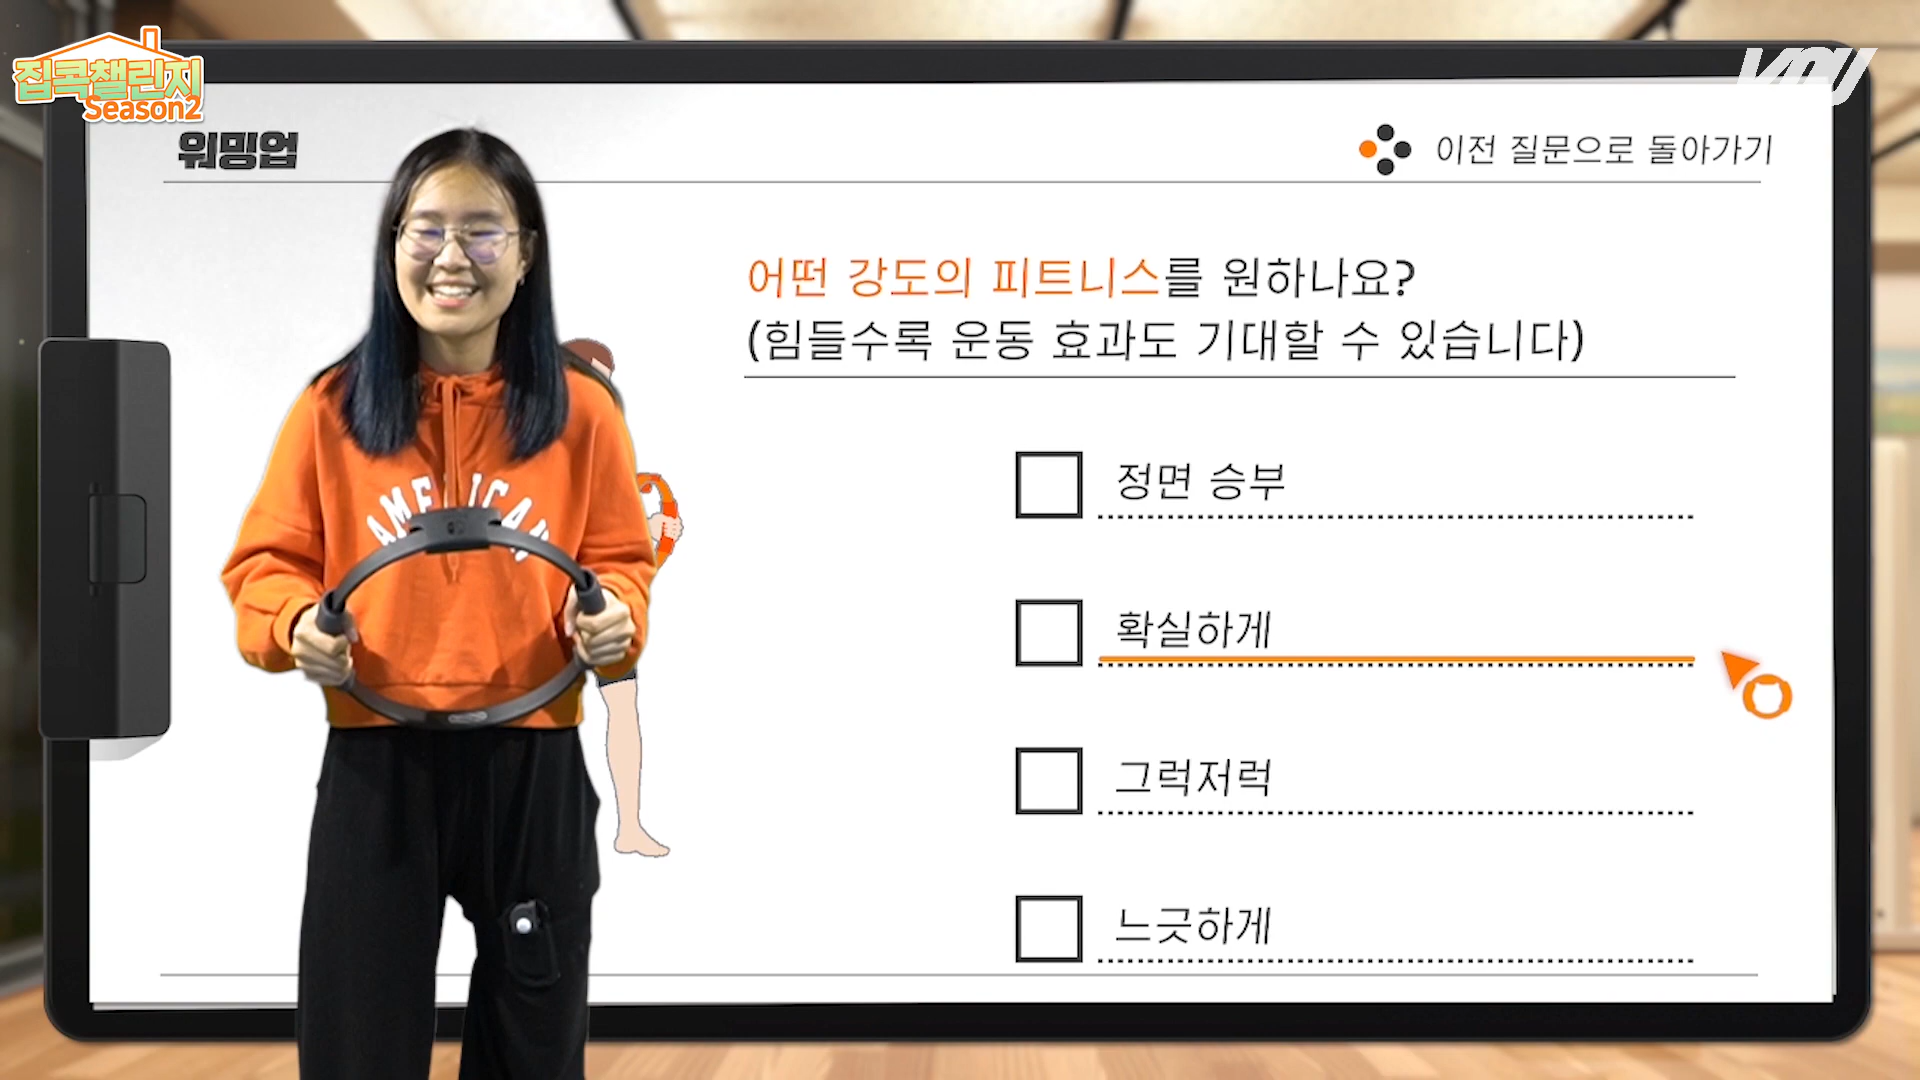 집콕챌린지
Season2
VOU
워밍업
이전 질문으로 돌아가기
어떤 강도의 피트니스를 원하나요?
(힘들수록 운동 효과도 기대할 수 있습니다)
AMERICAN
정면 승부
확실하게
그럭저럭
느긋하게